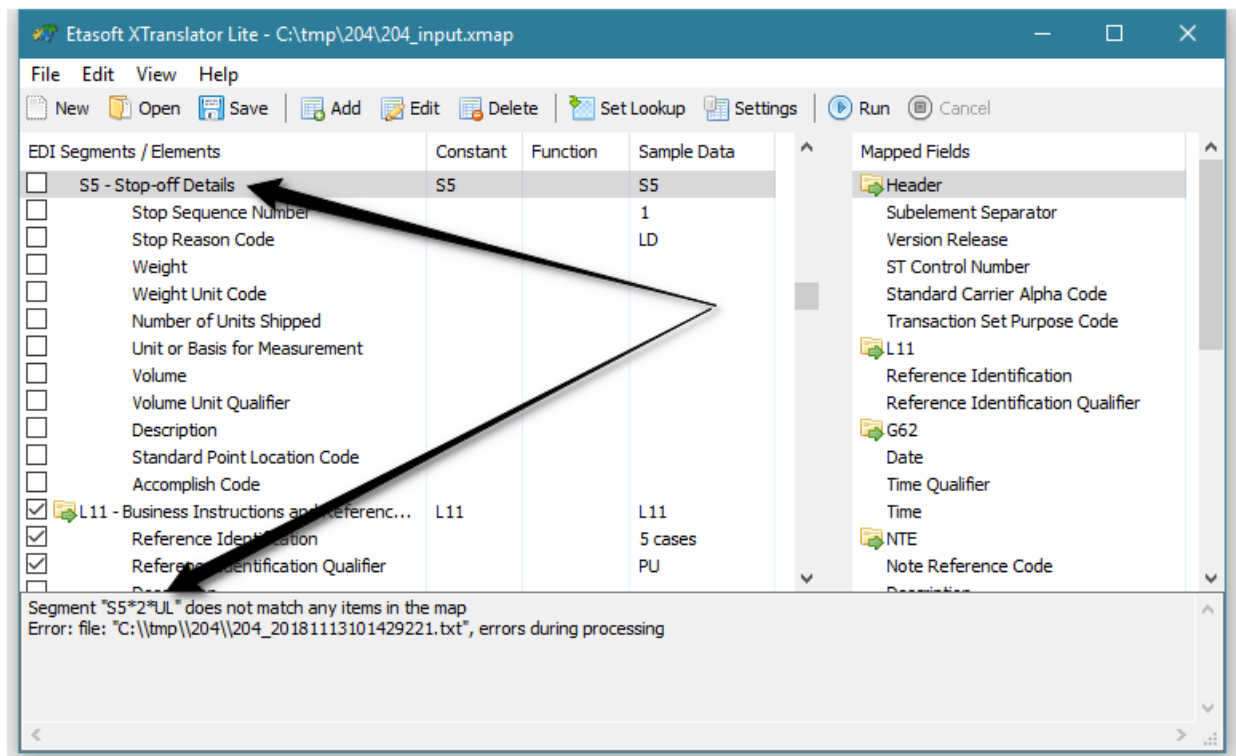 Etasoft XTranslator Lite - C:\tmp\204\204_input.xmap
File Edit View Help
New Open Save Add Edit Delete Set Lookup Settings Run Cancel
EDI Segments / Elements Constant Function Sample Data Mapped Fields
S5 - Stop-off Details S5 S5 Header
Stop Sequence Number 1 Subelement Separator
Stop Reason Code LD Version Release
Weight ST Control Number
Weight Unit Code Standard Carrier Alpha Code
Number of Units Shipped Transaction Set Purpose Code
Unit or Basis for Measurement L11
Volume Reference Identification
Volume Unit Qualifier Reference Identification Qualifier
Description G62
Standard Point Location Code Date
Accomplish Code Time Qualifier
L11 - Business Instructions and Referenc... L11 L11 Time
Reference Identification 5 cases NTE
Reference Identification Qualifier PU Note Reference Code
Description Description
Segment "S5*2*UL" does not match any items in the map
Error: file: "C:\\tmp\\204\\204_20181113101429221.txt", errors during processing